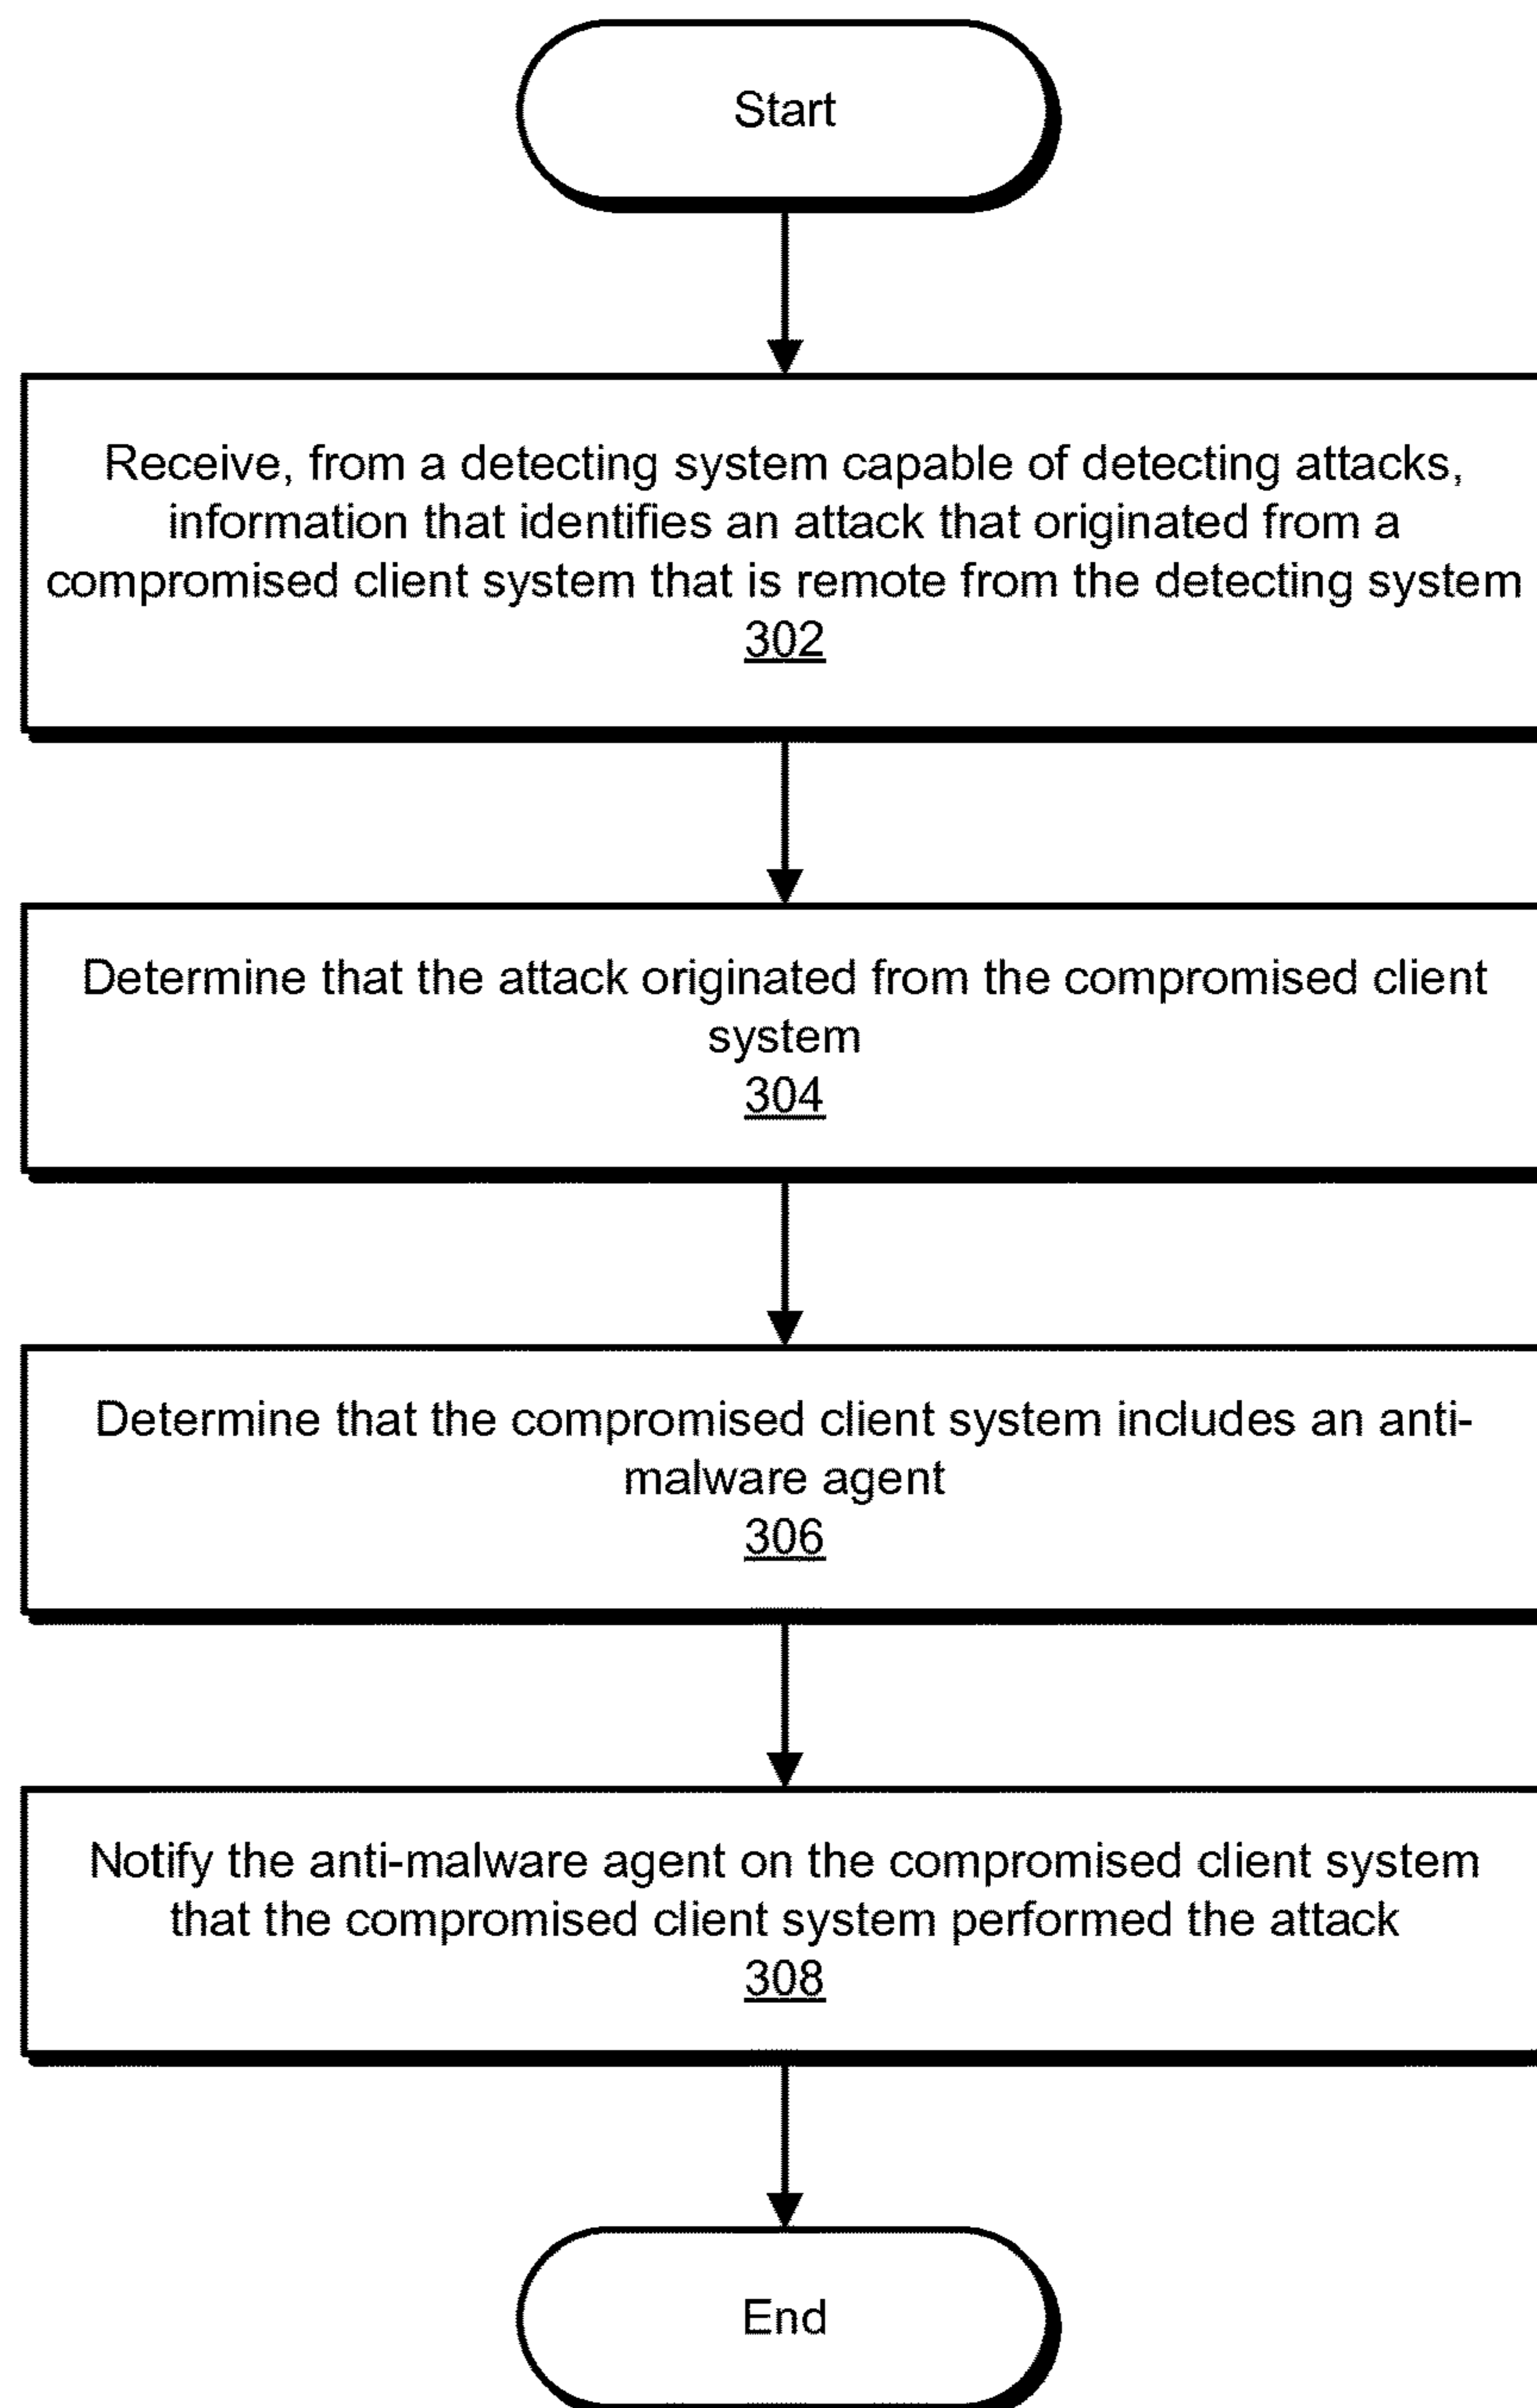 Start
Receive, from a detecting system capable of detecting attacks,
information that identifies an attack that originated from a
compromised client system that is remote from the detecting system
302
Determine that the attack originated from the compromised client
system
304
Determine that the compromised client system includes an anti-
malware agent
306
Notify the anti-malware agent on the compromised client system
that the compromised client system performed the attack
308
End